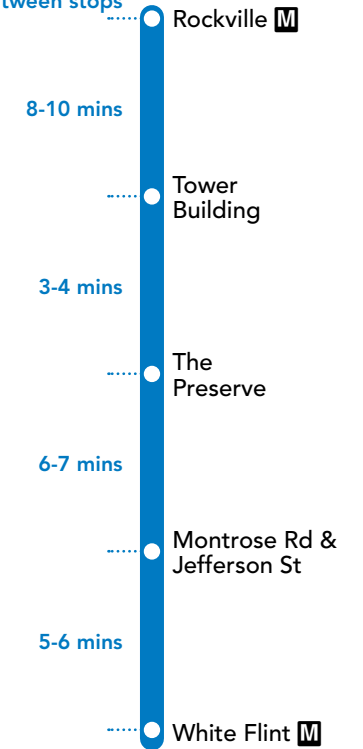 tween stops
Rockville M
8-10 mins
Tower
Building
3-4 mins
The
Preserve
6-7 mins
Montrose Rd &
Jefferson St
5-6 mins
White Flint M